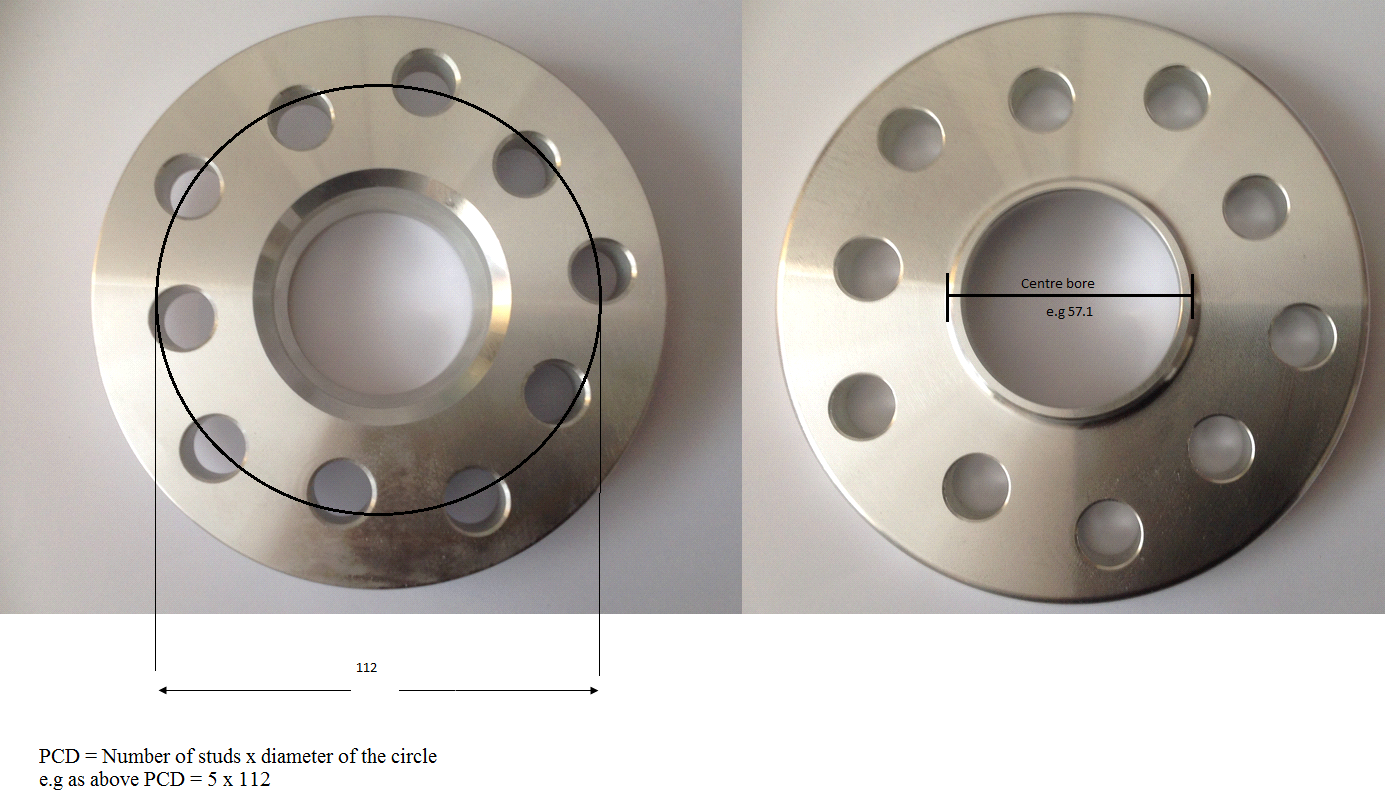 Centre bore
e.g 57.1
112
PCD = Number of studs x diameter of the circle
e.g as above PCD = 5 x 112